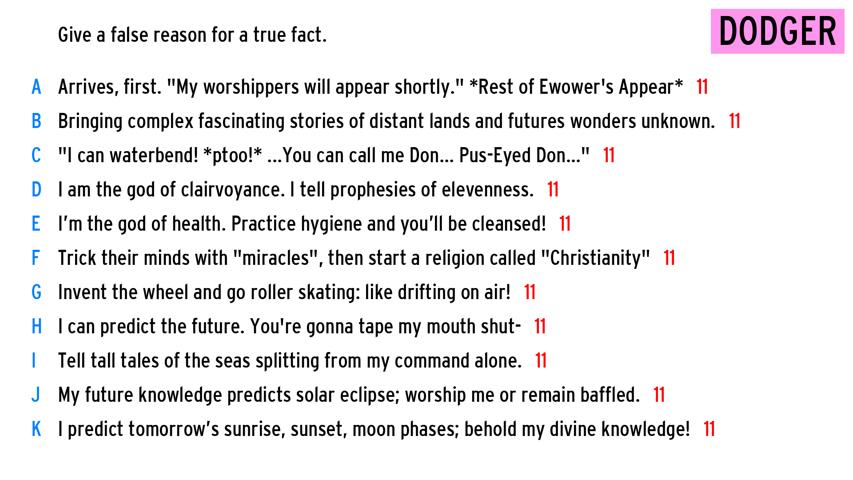 Give a false reason for a true fact.
DODGER
A Arrives, first. "My worshippers will appear shortly." *Rest of Ewower's Appear* 11
B Bringing complex fascinating stories of distant lands and futures wonders unknown. 11
C "I can waterbend! *ptoo!* ...You can call me Don... Pus-Eyed Don..." 11
D I am the god of clairvoyance. I tell prophesies of elevenness. 11
E I'm the god of health. Practice hygiene and you'll be cleansed! 11
F Trick their minds with "miracles", then start a religion called "Christianity" 11
G Invent the wheel and go roller skating: like drifting on air! 11
H I can predict the future. You're gonna tape my mouth shut- 11
I Tell tall tales of the seas splitting from my command alone. 11
J My future knowledge predicts solar eclipse; worship me or remain baffled. 11
K I predict tomorrow's sunrise, sunset, moon phases; behold my divine knowledge! 11